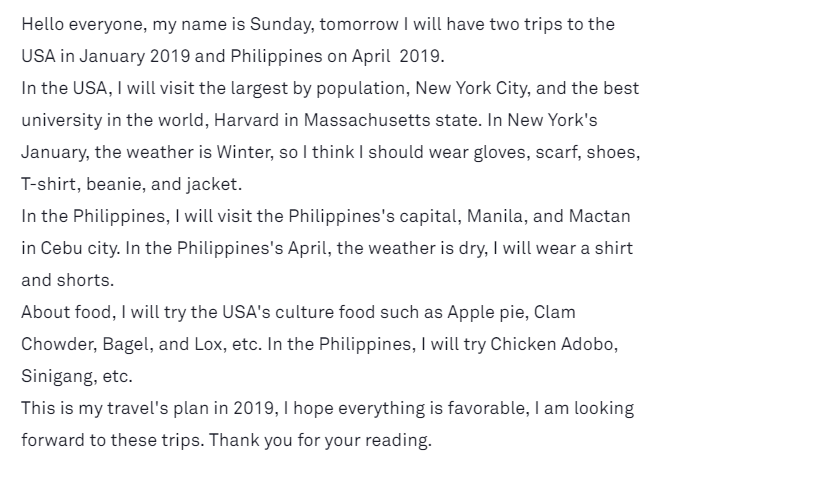 Hello everyone, my name is Sunday, tomorrow I will have two trips to the
USA in January 2019 and Philippines on April  2019.
In the USA, I will visit the largest by population, New York City, and the best
university in the world, Harvard in Massachusetts state. In New York's
January, the weather is Winter, so I think I should wear gloves, scarf, shoes,
T-shirt, beanie, and jacket.
In the Philippines, I will visit the Philippines's capital, Manila, and Mactan
in Cebu city. In the Philippines's April, the weather is dry, I will wear a shirt
and shorts.
About food, I will try the USA's culture food such as Apple pie, Clam
Chowder, Bagel, and Lox, etc. In the Philippines, I will try Chicken Adobo,
Sinigang, etc.
This is my travel's plan in 2019, I hope everything is favorable, I am looking
forward to these trips. Thank you for your reading.